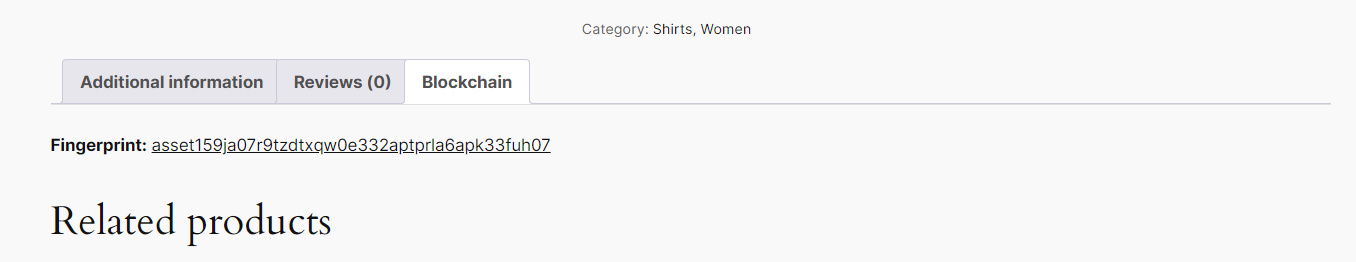 Category: Shirts, Women
Additional information
Reviews (0)
Blockchain
Fingerprint: asset159ja07r9tzdtxqw0e332aptprla6apk33fuh07
Related products